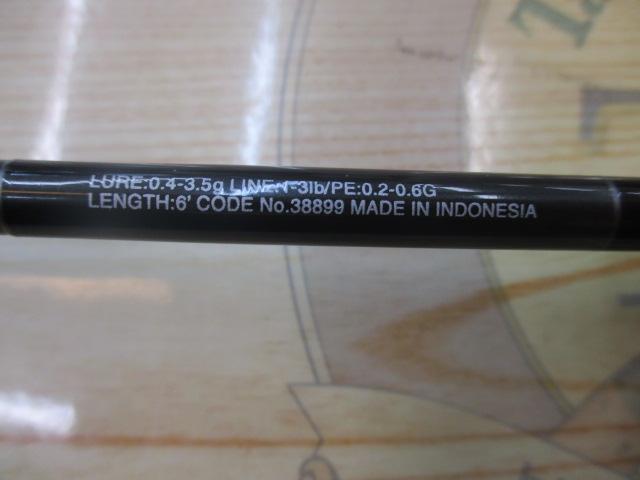 LURE:0.4-3.5g LINE:1-3lb/PE:0.2-0.6G
LENGTH:6' CODE No.38899 MADE IN INDONESIA